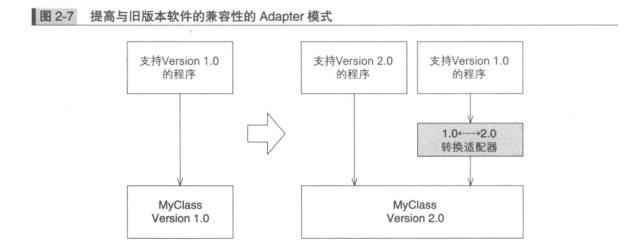 图 2-7 提高与旧版本软件的兼容性的 Adapter 模式
支持Version 1.0
的程序
支持Version 2.0
的程序
支持Version 1.0
的程序
1.0←→2.0
转换适配器
MyClass
Version 1.0
MyClass
Version 2.0